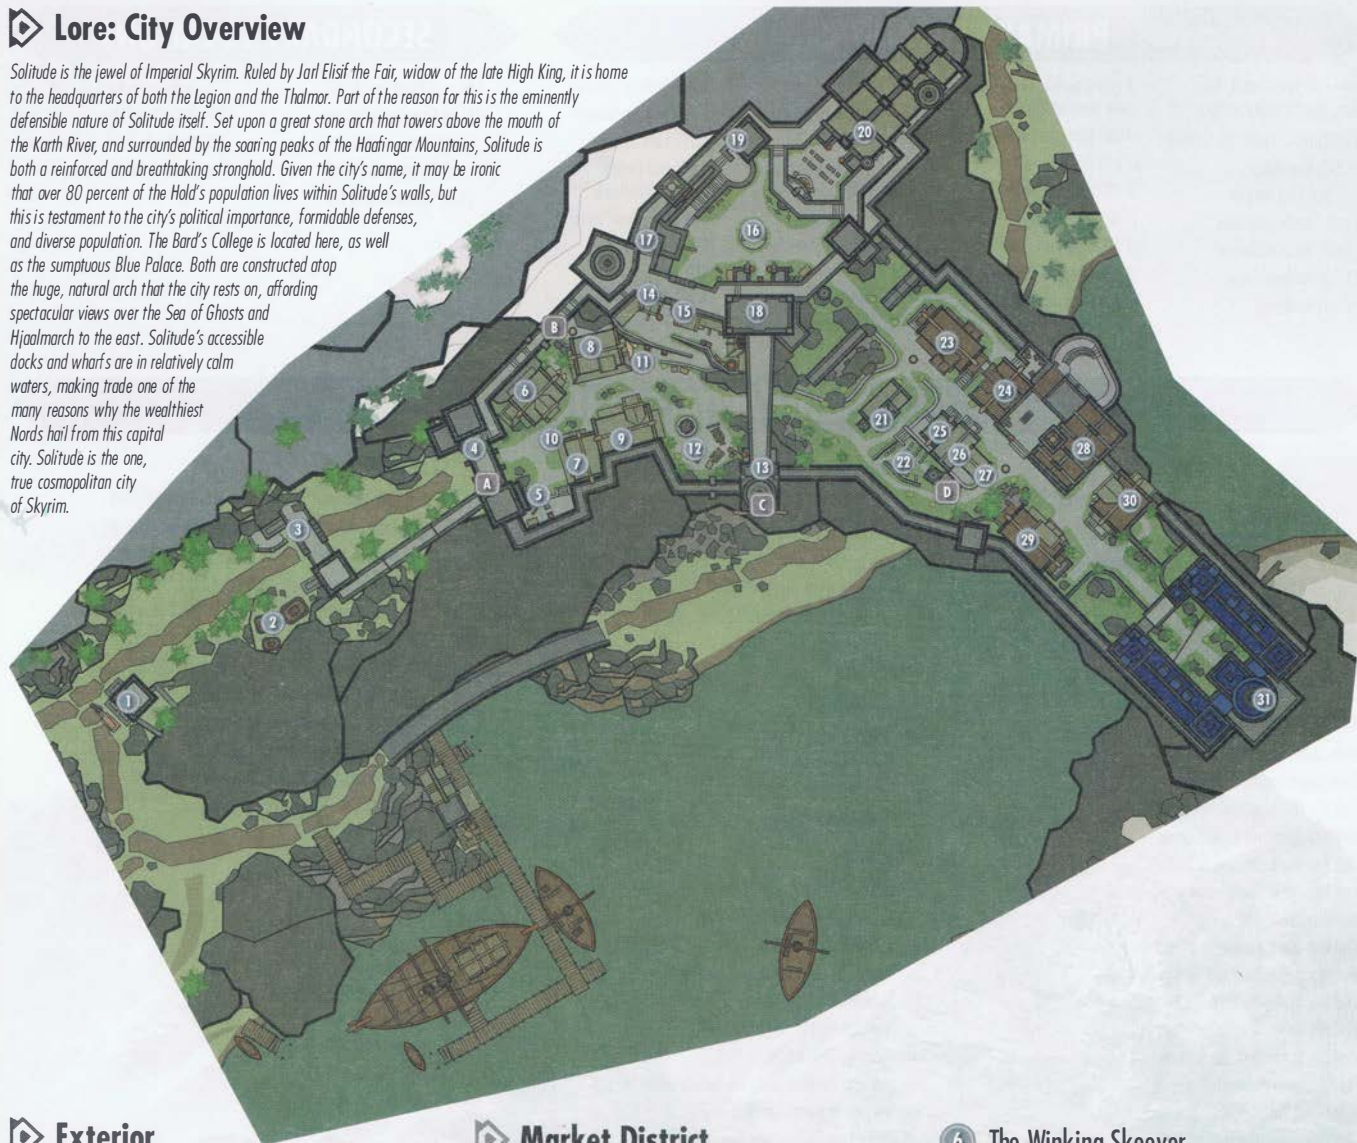 Lore: City Overview
Solitude is the jewel of Imperial Skyrim. Ruled by Jarl Elisif the Fair, widow of the late High King, it is home
to the headquarters of both the Legion and the Thalmor. Part of the reason for this is the eminently
defensible nature of Solitude itself. Set upon a great stone arch that towers above the mouth of
the Karth River, and surrounded by the soaring peaks of the Haafingar Mountains, Solitude is
both a reinforced and breathtaking stronghold. Given the city's name, it may be ironic
that over 80 percent of the Hold's population lives within Solitude's walls, but
this is testament to the city's political importance, formidable defenses,
and diverse population. The Bard's College is located here, as well
as the sumptuous Blue Palace. Both are constructed atop
the huge, natural arch that the city rests on, affording
spectacular views over the Sea of Ghosts and
Hjaalmarch to the east. Solitude's accessible
docks and wharfs are in relatively calm
waters, making trade one of the
many reasons why the wealthiest
Nords hail from this capital
city. Solitude is the one,
true cosmopolitan city
of Skyrim.
20
19
16
17
14
15
18
B
8
11
23
6
24
21
25
4
10
9
12
28
7
13
22
26
27
A
5
C
D
30
3
29
2
1
31
Exterior
Market District
6 The Winking Skeever